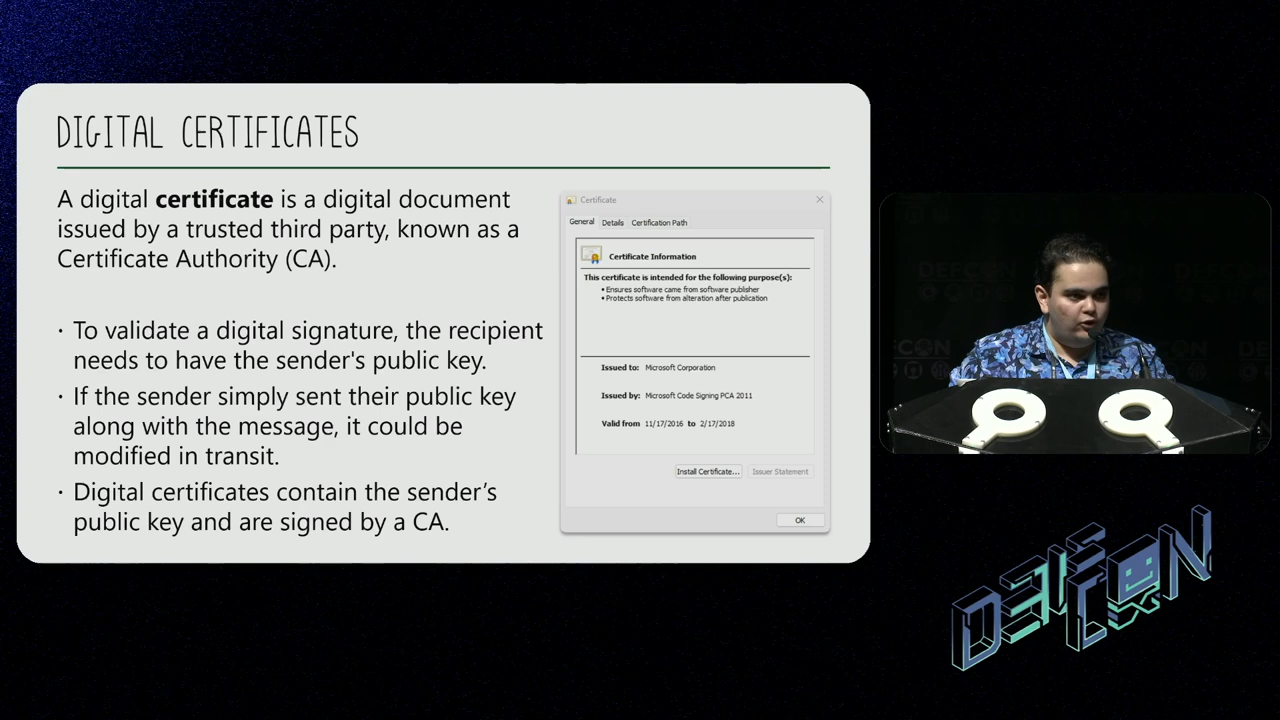 DIGITAL CERTIFICATES
A digital certificate is a digital document
issued by a trusted third party, known as a
Certificate Authority (CA).
· To validate a digital signature, the recipient
needs to have the sender's public key.
· If the sender simply sent their public key
along with the message, it could be
modified in transit.
· Digital certificates contain the sender’s
public key and are signed by a CA.
Certificate
General Details Certification Path
Certificate Information
This certificate is intended for the following purpose(s):
• Ensures software came from software publisher
• Protects software from alteration after publication
Issued to: Microsoft Corporation
Issued by: Microsoft Code Signing PCA 2011
Valid from 11/17/2016 to 2/17/2018
Install Certificate... Issuer Statement
OK
DEFCON
DEFCON